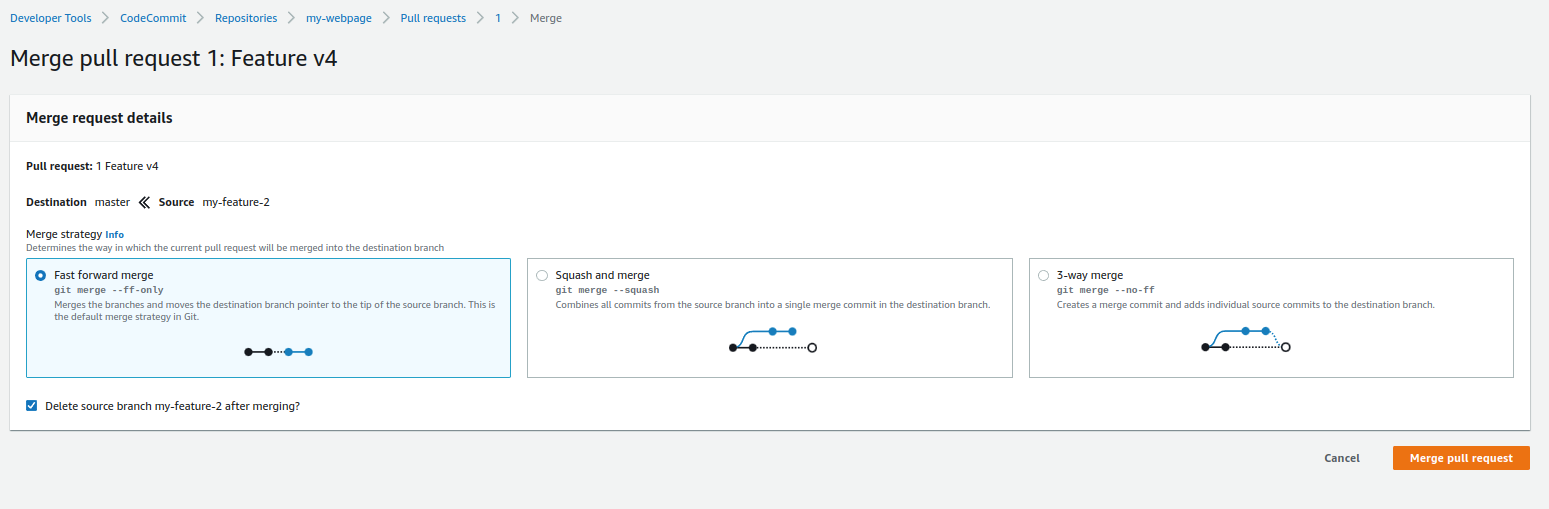 Developer Tools > CodeCommit > Repositories > my-webpage > Pull requests > 1 > Merge
Merge pull request 1: Feature v4
Merge request details
Pull request: 1 Feature v4
Destination master « Source my-feature-2
Merge strategy Info
Determines the way in which the current pull request will be merged into the destination branch
Fast forward merge
git merge --ff-only
Merges the branches and moves the destination branch pointer to the tip of the source branch. This is
the default merge strategy in Git.
Squash and merge
git merge --squash
Combines all commits from the source branch into a single merge commit in the destination branch.
3-way merge
git merge --no-ff
Creates a merge commit and adds individual source commits to the destination branch.
Delete source branch my-feature-2 after merging?
Cancel
Merge pull request